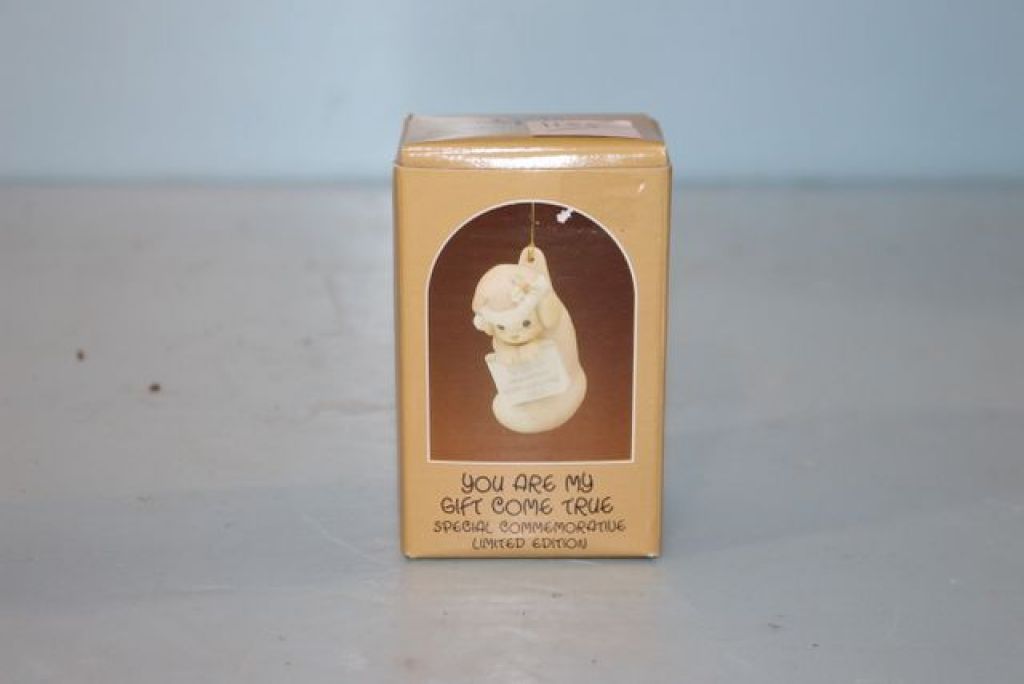 YOU ARE MY
GIFT COME TRUE
SPECIAL COMMEMORATIVE
LIMITED EDITION